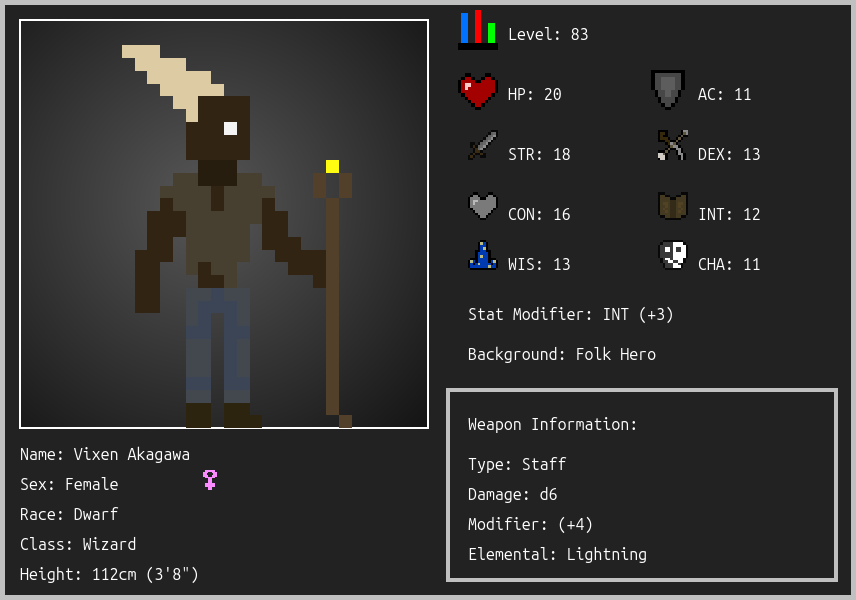 Level: 83
HP: 20
AC: 11
STR: 18
DEX: 13
CON: 16
INT: 12
WIS: 13
CHA: 11
Stat Modifier: INT (+3)
Background: Folk Hero
Weapon Information:
Type: Staff
Damage: d6
Modifier: (+4)
Elemental: Lightning
Name: Vixen Akagawa
Sex: Female
Race: Dwarf
Class: Wizard
Height: 112cm (3'8")